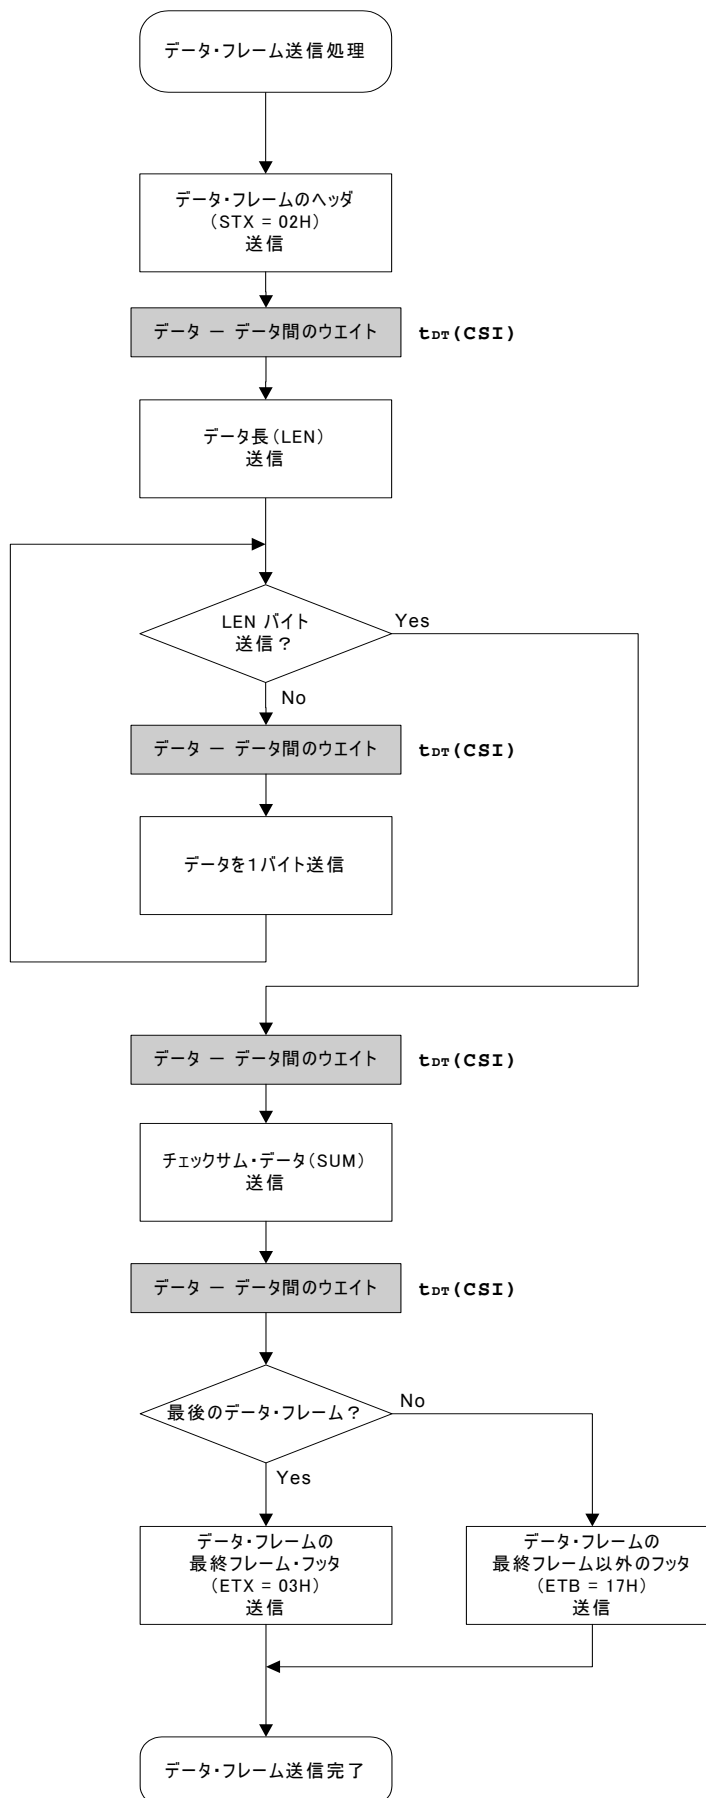 データ・フレーム送信処理
データ・フレームのヘッダ
（STX = 02H）
送信
データ － データ間のウエイト
tDT(CSI)
データ長（LEN）
送信
LEN バイト
送信？
Yes
No
データ － データ間のウエイト
tDT(CSI)
データを1バイト送信
データ － データ間のウエイト
tDT(CSI)
チェックサム・データ（SUM）
送信
データ － データ間のウエイト
tDT(CSI)
最後のデータ・フレーム？
No
Yes
データ・フレームの
最終フレーム・フッタ
（ETX = 03H）
送信
データ・フレームの
最終フレーム以外のフッタ
（ETB = 17H）
送信
データ・フレーム送信完了